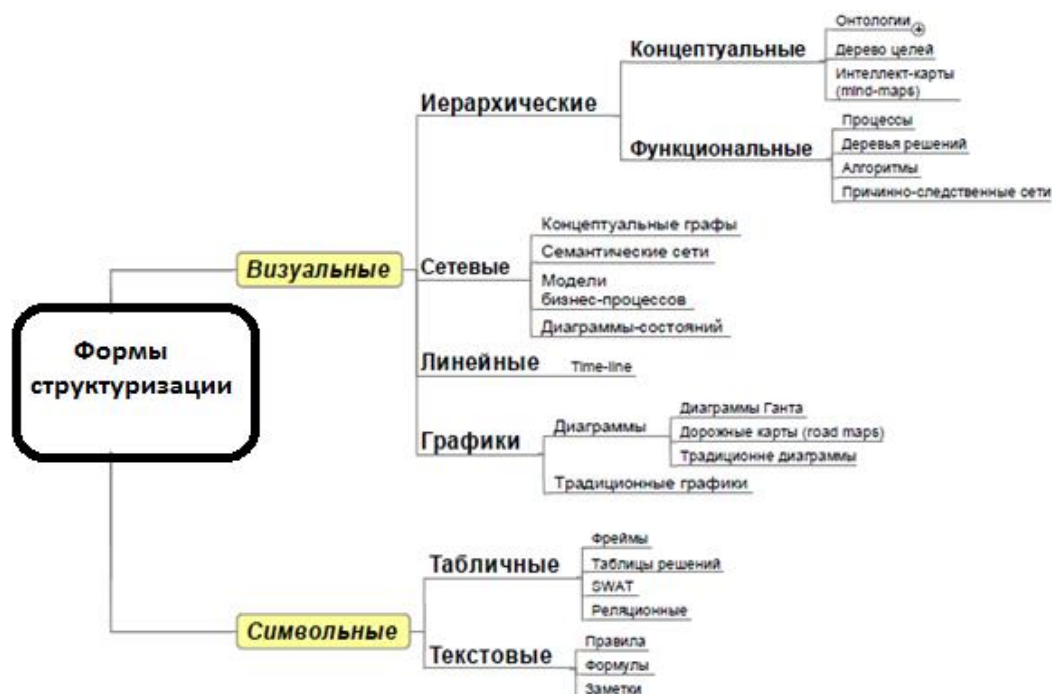 Формы
структуризации
Визуальные
Иерархические
Концептуальные
Онтологии
Дерево целей
Интеллект-карты
(mind-maps)
Функциональные
Процессы
Деревья решений
Алгоритмы
Причинно-следственные сети
Сетевые
Концептуальные графы
Семантические сети
Модели
бизнес-процессов
Диаграммы-состояний
Линейные
Time-line
Графики
Диаграммы
Диаграммы Ганта
Дорожные карты (road maps)
Традиционне диаграммы
Традиционные графики
Символьные
Табличные
Фреймы
Таблицы решений
SWAT
Реляционные
Текстовые
Правила
Формулы
Заметки